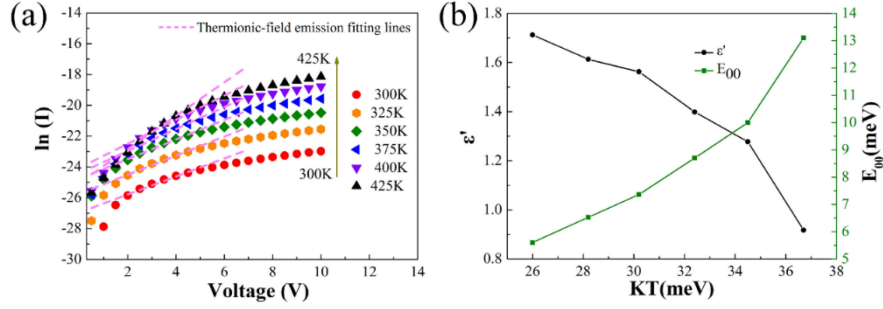 (a)
-14
-16
-18
-20
-22
-24
-26
-28
-30
ln (I)
Thermionic-field emission fitting lines
425K
300K
300K
325K
350K
375K
400K
425K
2 4 6 8 10 12 14
Voltage (V)
(b)
1.8
1.6
1.4
1.2
1.0
0.8
ε'
ε'
E00
14
13
12
11
10
9
8
7
6
5
E00(meV)
26 28 30 32 34 36 38
KT(meV)